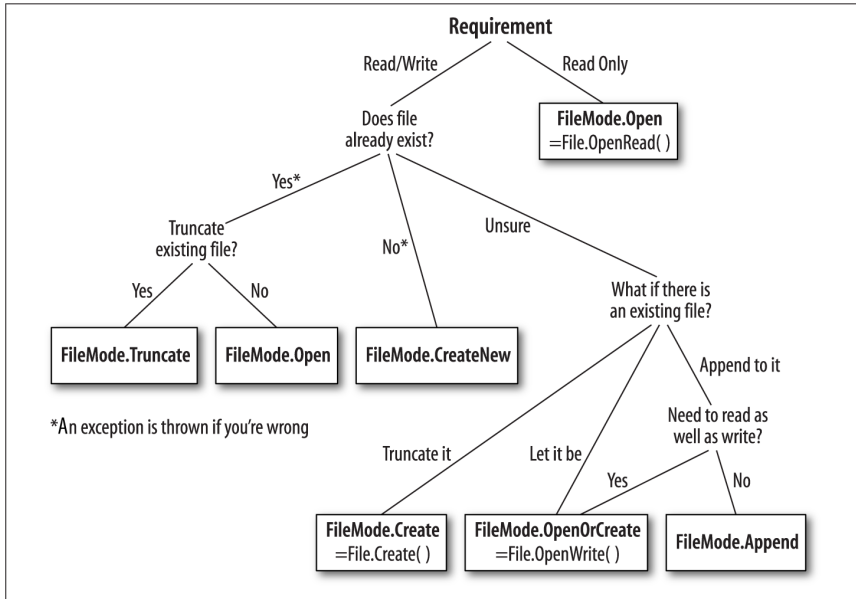 Requirement
Read/Write
Read Only
Does file
already exist?
FileMode.Open
=File.OpenRead( )
Yes*
No*
Unsure
Truncate
existing file?
Yes
No
What if there is
an existing file?
FileMode.Truncate
FileMode.Open
FileMode.CreateNew
Append to it
*An exception is thrown if you're wrong
Need to read as
well as write?
Truncate it
Let it be
Yes
No
FileMode.Create
=File.Create( )
FileMode.OpenOrCreate
=File.OpenWrite( )
FileMode.Append